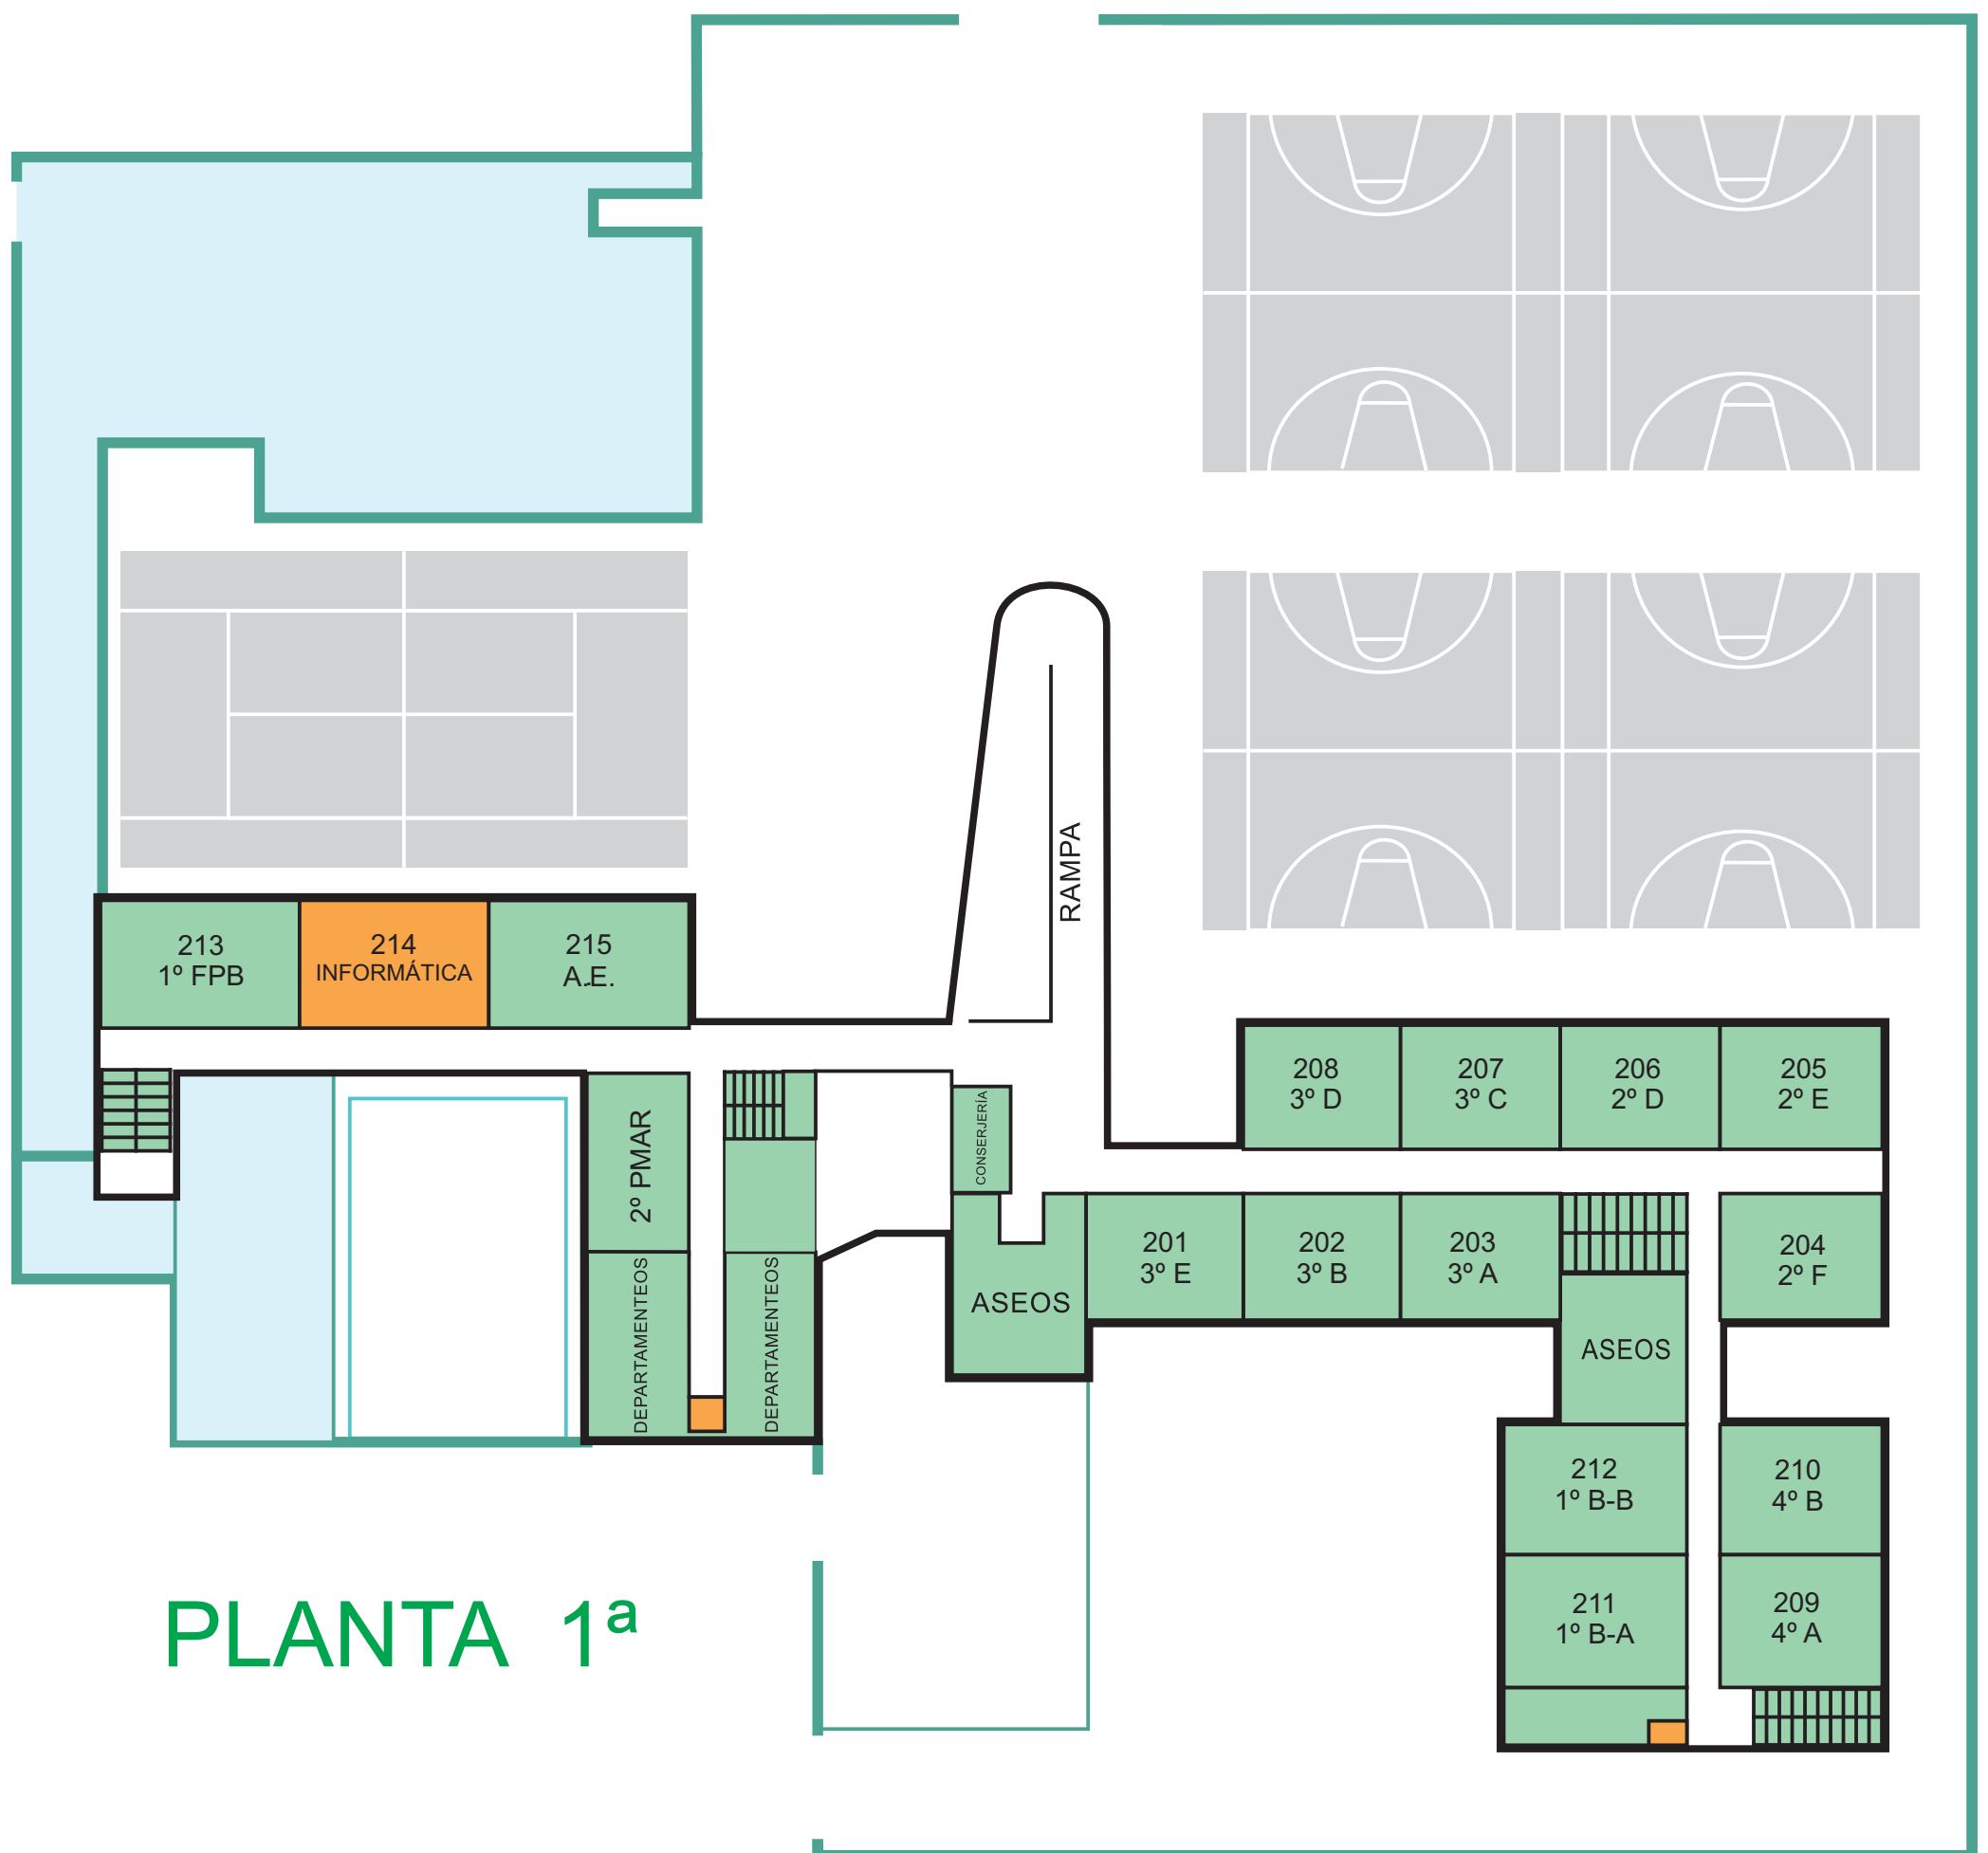 RAMPA
213
1º FPB
214
INFORMÁTICA
215
A.E.
208
3º D
207
3º C
206
2º D
205
2º E
CONSERJERÍA
2º PMAR
201
3º E
202
3º B
203
3º A
204
2º F
ASEOS
DEPARTAMENTEOS
DEPARTAMENTEOS
ASEOS
212
1º B-B
210
4º B
211
1º B-A
209
4º A
PLANTA 1ª